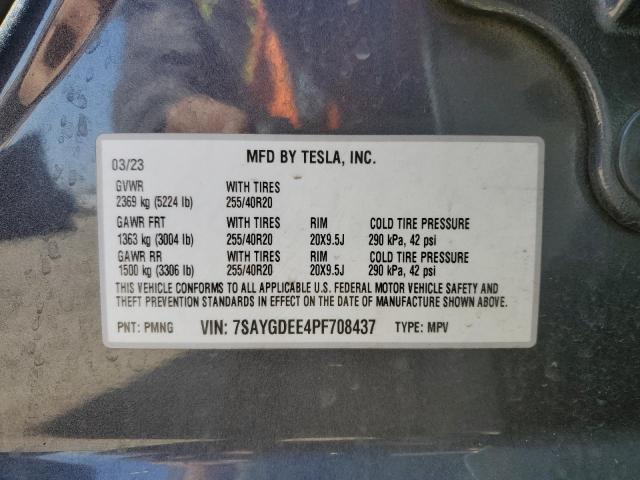 MFD BY TESLA, INC.
03/23
GVWR WITH TIRES
2369 kg (5224 lb) 255/40R20
GAWR FRT WITH TIRES RIM COLD TIRE PRESSURE
1363 kg (3004 lb) 255/40R20 20X9.5J 290 kPa, 42 psi
GAWR RR WITH TIRES RIM COLD TIRE PRESSURE
1500 kg (3306 lb) 255/40R20 20X9.5J 290 kPa, 42 psi
THIS VEHICLE CONFORMS TO ALL APPLICABLE U.S. FEDERAL MOTOR VEHICLE SAFETY AND
THEFT PREVENTION STANDARDS IN EFFECT ON THE DATE OF MANUFACTURE SHOWN ABOVE.
PNT: PMNG VIN: 7SAYGDEE4PF708437 TYPE: MPV